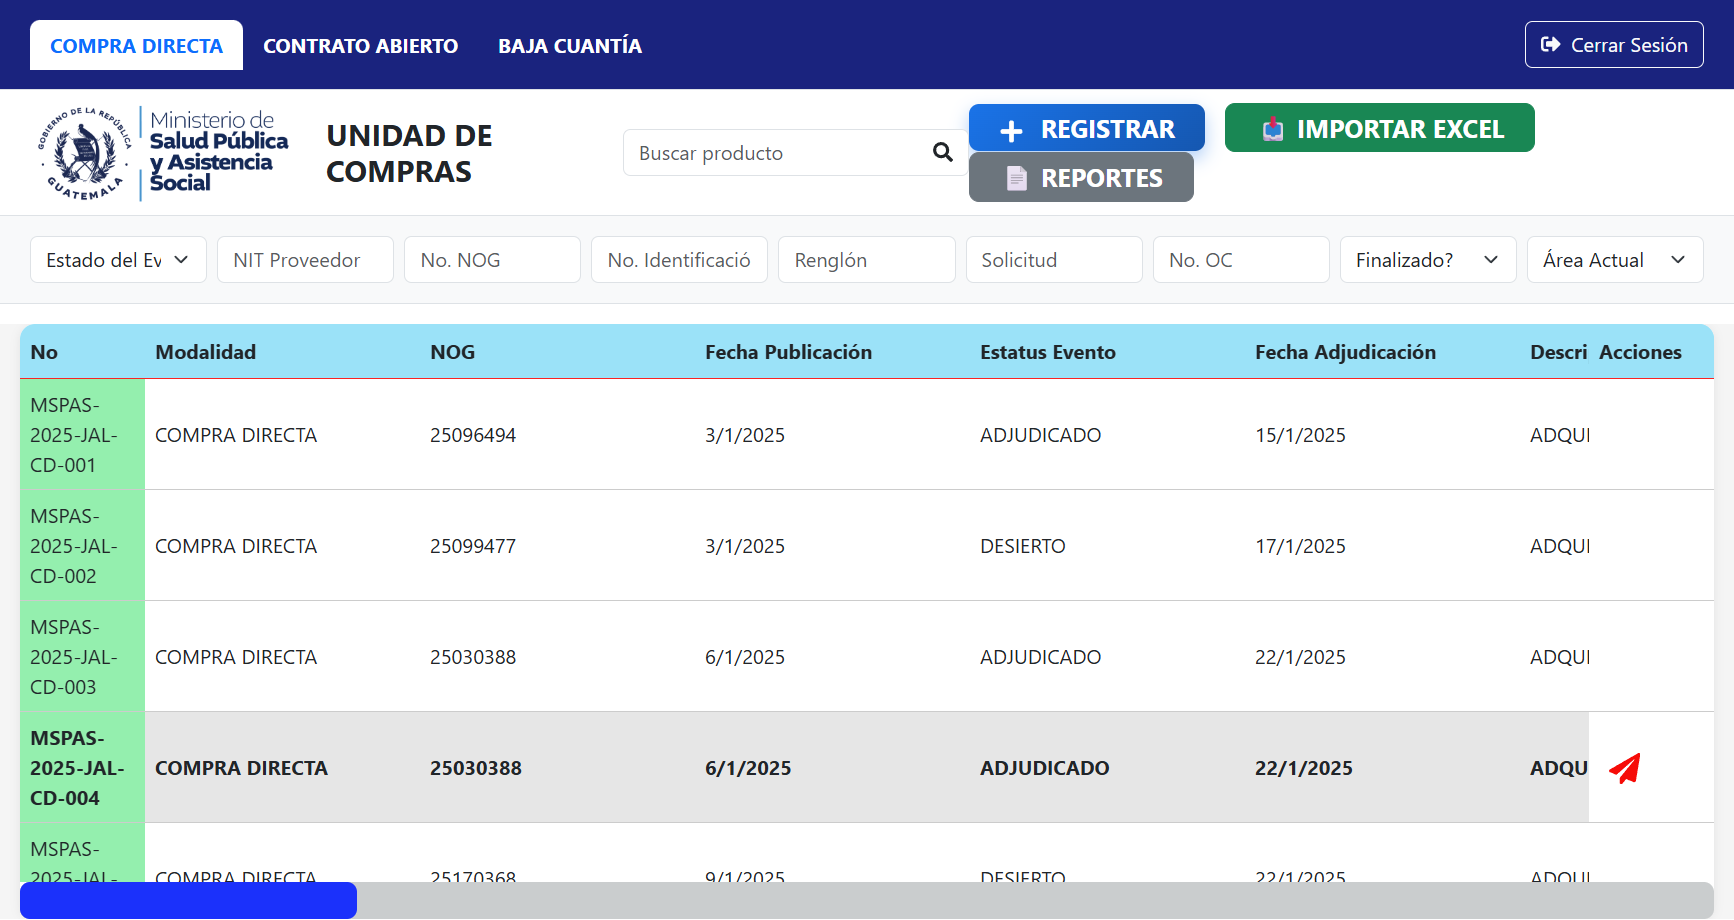 COMPRA DIRECTA CONTRATO ABIERTO BAJA CUANTÍA Cerrar Sesión
GOBIERNO DE LA REPÚBLICA
GUATEMALA
Ministerio de
Salud Pública
y Asistencia
Social
UNIDAD DE
COMPRAS
Buscar producto
REGISTRAR IMPORTAR EXCEL
REPORTES
Estado del Ev NIT Proveedor No. NOG No. Identificació Renglón Solicitud No. OC Finalizado? Área Actual
No Modalidad NOG Fecha Publicación Estatus Evento Fecha Adjudicación Descri Acciones
MSPAS-
2025-JAL-
CD-001
COMPRA DIRECTA 25096494 3/1/2025 ADJUDICADO 15/1/2025 ADQUI
MSPAS-
2025-JAL-
CD-002
COMPRA DIRECTA 25099477 3/1/2025 DESIERTO 17/1/2025 ADQUI
MSPAS-
2025-JAL-
CD-003
COMPRA DIRECTA 25030388 6/1/2025 ADJUDICADO 22/1/2025 ADQUI
MSPAS-
2025-JAL-
CD-004
COMPRA DIRECTA 25030388 6/1/2025 ADJUDICADO 22/1/2025 ADQU
MSPAS-
2025-JAL-
COMPRA DIRECTA 25170368 9/1/2025 DESIERTO 22/1/2025 ADQUI